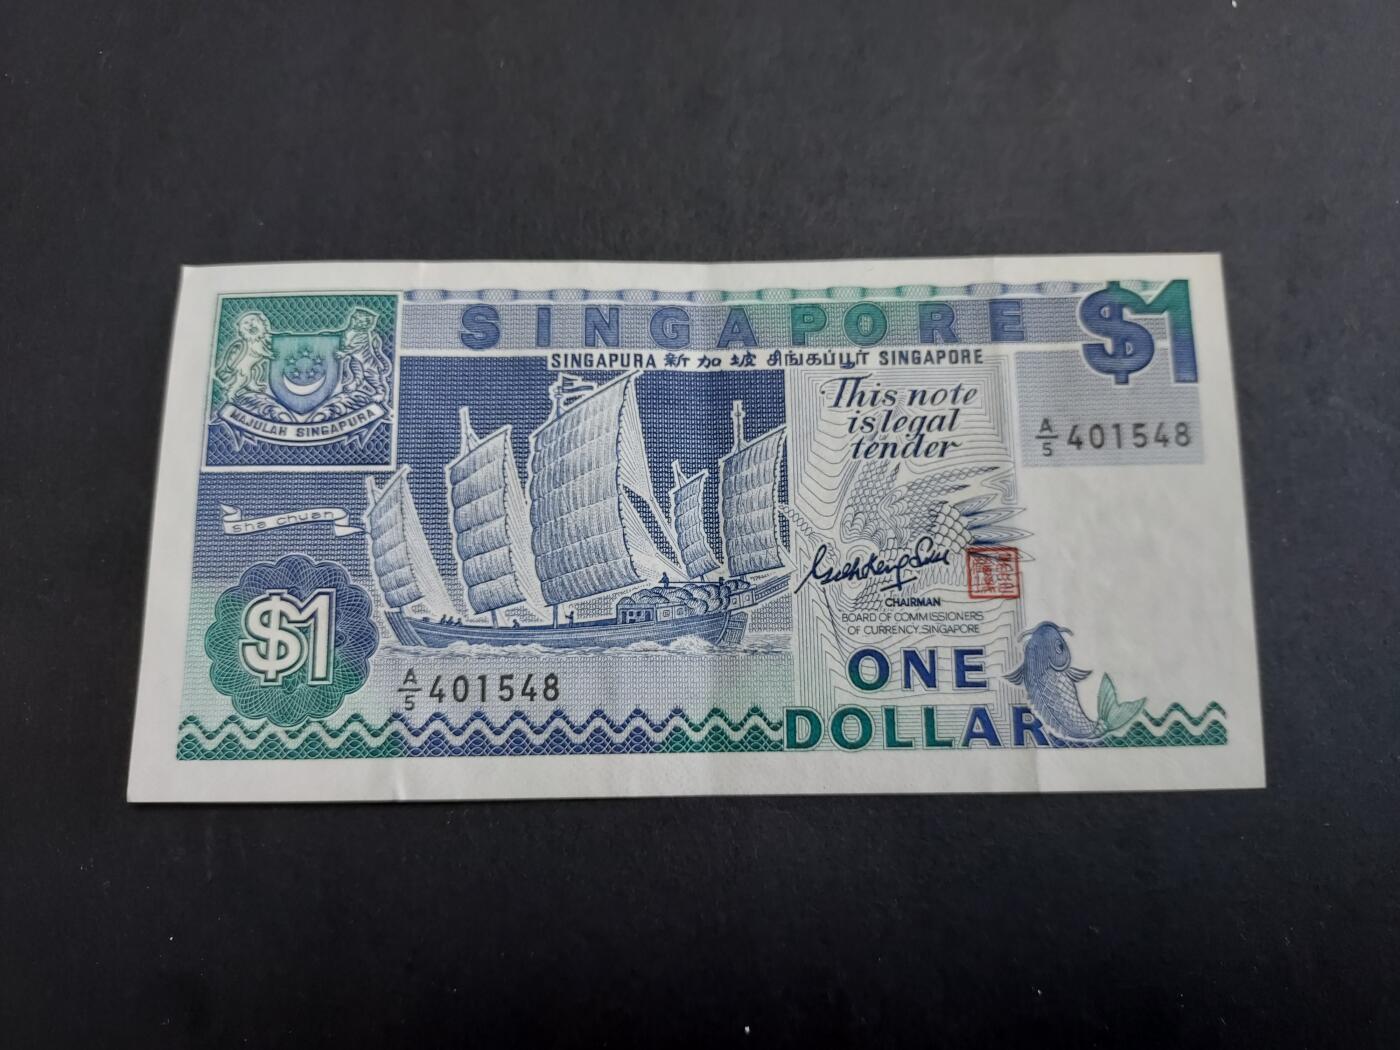 SINGAPORE
$1
SINGAPURA 新加坡 சிங்கப்பூர் SINGAPORE
MAJULAH SINGAPURA
This note
is legal
tender
A/5 401548
sha chuan
$1
CHAIRMAN
BOARD OF COMMISSIONERS
OF CURRENCY, SINGAPORE
A/5 401548
ONE
DOLLAR